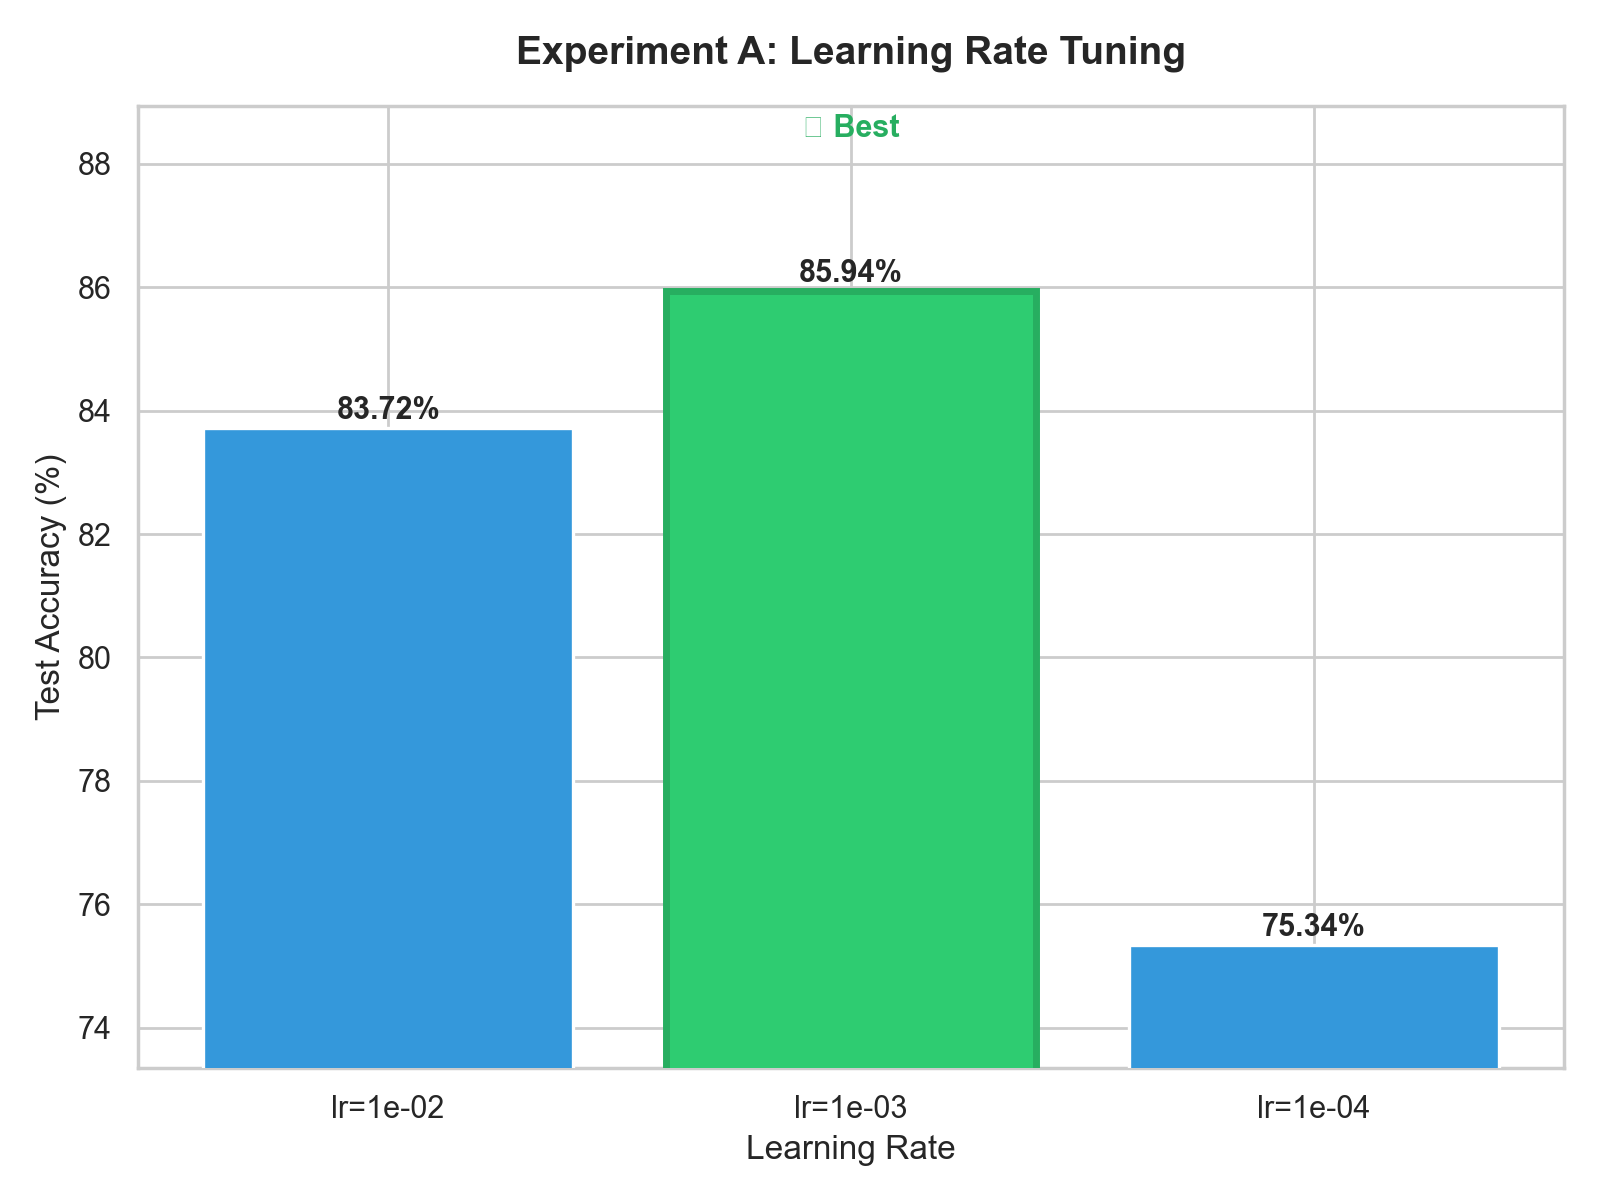 Experiment A: Learning Rate Tuning
Best
88
86
84
82
80
78
76
74
Test Accuracy (%)
83.72%
85.94%
75.34%
lr=1e-02
lr=1e-03
lr=1e-04
Learning Rate